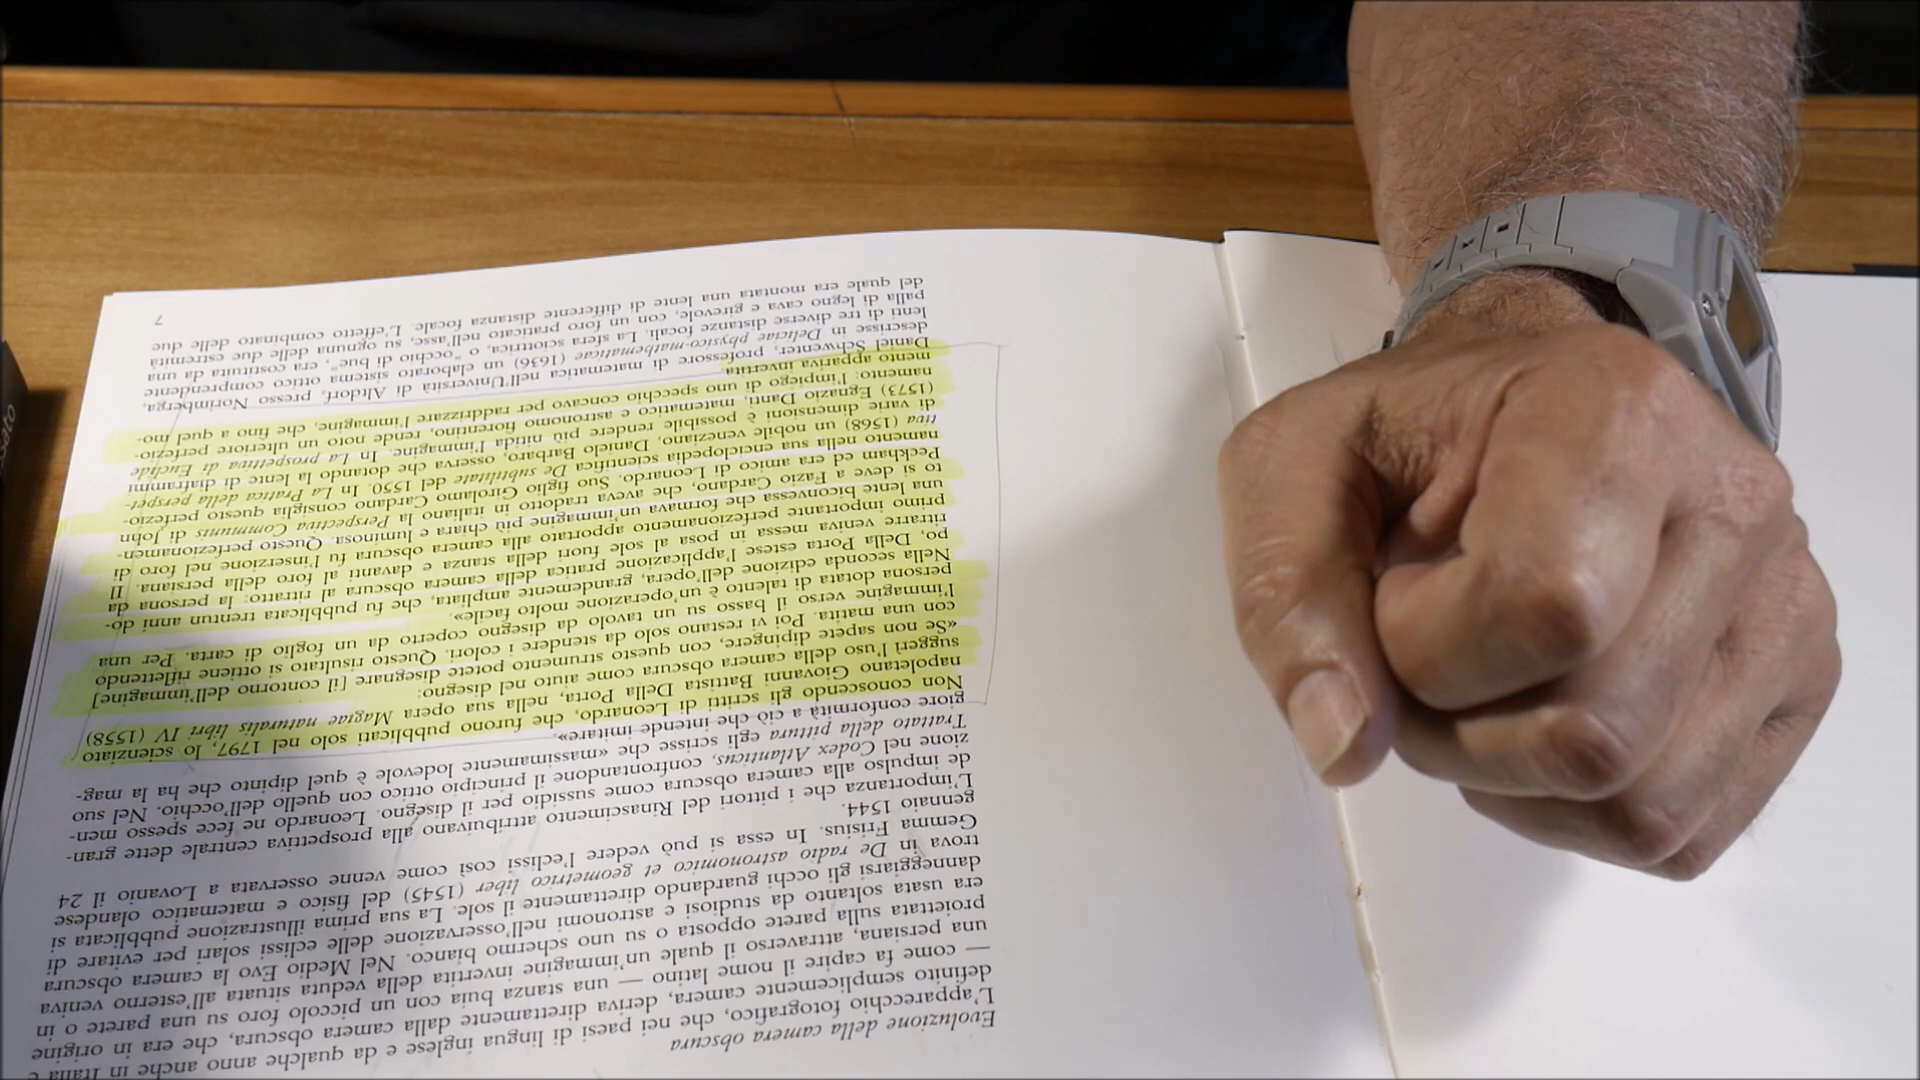 Evoluzione della camera obscura
L'apparecchio fotografico, che nei paesi di lingua inglese e da qualche anno anche in Italia è
definito semplicemente camera, deriva direttamente dalla camera obscura, che era in origine
— come fa capire il nome latino — una stanza buia con un piccolo foro su una parete o in
una persiana, attraverso il quale un'immagine invertita della veduta situata all'esterno veniva
proiettata sulla parete opposta o su uno schermo bianco. Nel Medio Evo la camera obscura
era usata soltanto da studiosi e astronomi nell'osservazione delle eclissi solari per evitare di
danneggiarsi gli occhi guardando direttamente il sole. La sua prima illustrazione pubblicata si
trova in De radio astronomico et geometrico liber (1545) del fisico e matematico olandese
Gemma Frisius. In essa si può vedere l'eclissi così come venne osservata a Lovanio il 24
gennaio 1544.
L'importanza che i pittori del Rinascimento attribuivano alla prospettiva centrale dette gran-
de impulso alla camera obscura come sussidio per il disegno. Leonardo ne fece spesso men-
zione nel Codex Atlanticus, confrontandone il principio ottico con quello dell'occhio. Nel suo
Trattato della pittura egli scrisse che «massimamente lodevole è quel dipinto che ha la mag-
giore conformità a ciò che intende imitare».
Non conoscendo gli scritti di Leonardo, che furono pubblicati solo nel 1797, lo scienziato
napoletano Giovanni Battista Della Porta, nella sua opera Magiae naturalis libri IV (1558)
suggerì l'uso della camera obscura come aiuto nel disegno:
«Se non sapete dipingere, con questo strumento potete disegnare [il contorno dell'immagine]
con una matita. Poi vi restano solo da stendere i colori. Questo risultato si ottiene riflettendo
l'immagine verso il basso su un tavolo da disegno coperto da un foglio di carta. Per una
persona dotata di talento è un'operazione molto facile».
Nella seconda edizione dell'opera, grandemente ampliata, che fu pubblicata trentun anni do-
po, Della Porta estese l'applicazione pratica della camera obscura al ritratto: la persona da
ritrarre veniva messa in posa al sole fuori della stanza e davanti al foro della persiana. Il
primo importante perfezionamento apportato alla camera obscura fu l'inserzione nel foro di
una lente biconvessa che formava un'immagine più chiara e luminosa. Questo perfezionamen-
to si deve a Fazio Cardano, che aveva tradotto in italiano la Perspectiva Communis di John
Peckham ed era amico di Leonardo. Suo figlio Girolamo Cardano consiglia questo perfezio-
namento nella sua enciclopedia scientifica De subtilitate del 1550. In La Pratica della perspet-
tiva (1568) un nobile veneziano, Daniele Barbaro, osserva che dotando la lente di diaframmi
di varie dimensioni è possibile rendere più nitida l'immagine. In La prospettiva di Euclide
(1573) Egnazio Danti, matematico e astronomo fiorentino, rende noto un ulteriore perfezio-
namento: l'impiego di uno specchio concavo per raddrizzare l'immagine, che fino a quel mo-
mento appariva invertita.
Daniel Schwenter, professore di matematica nell'Università di Altdorf, presso Norimberga,
descrisse in Deliciae physico-mathematicae (1636) un elaborato sistema ottico comprendente
lenti di tre diverse distanze focali. La sfera sciottrica, o "occhio di bue", era costituita da una
palla di legno cava e girevole, con un foro praticato nell'asse, su ognuna delle due estremità
del quale era montata una lente di differente distanza focale. L'effetto combinato delle due
7